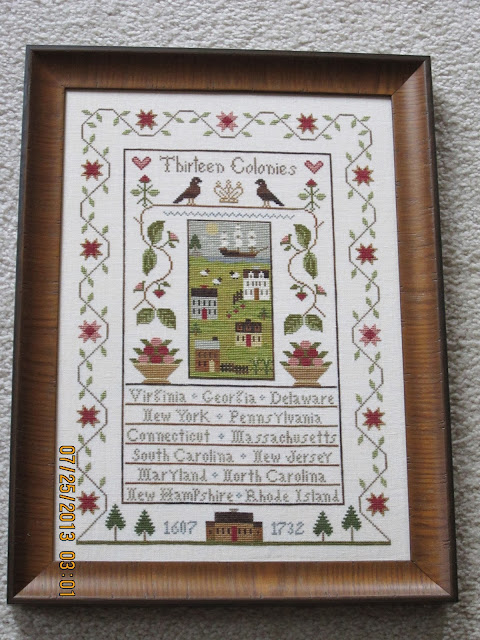 Thirteen Colonies
Virginia Georgia Delaware
New York Pennsylvania
Connecticut Massachusetts
South Carolina New Jersey
Maryland North Carolina
New Hampshire Rhode Island
1607 1732
07/25/2013 03:01